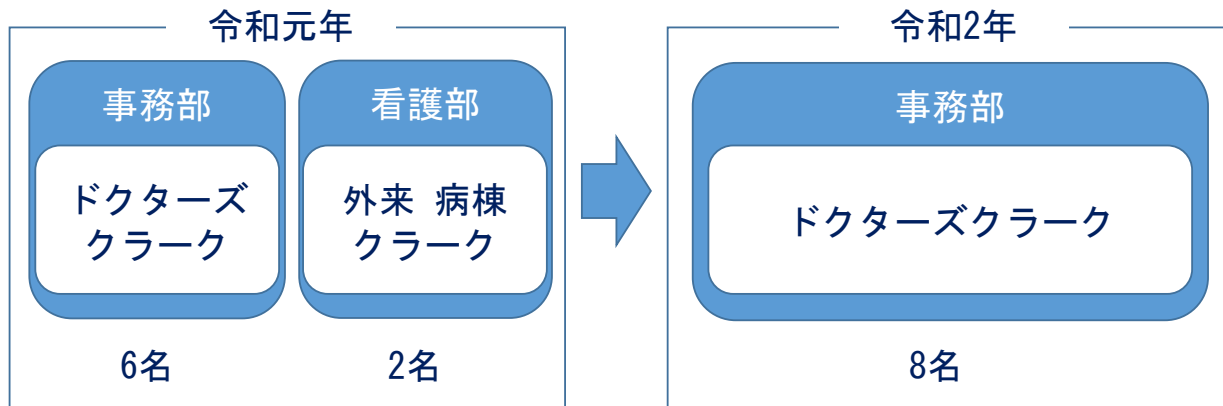 令和元年
事務部
ドクターズ
クラーク
6名
看護部
外来 病棟
クラーク
2名
令和2年
事務部
ドクターズクラーク
8名